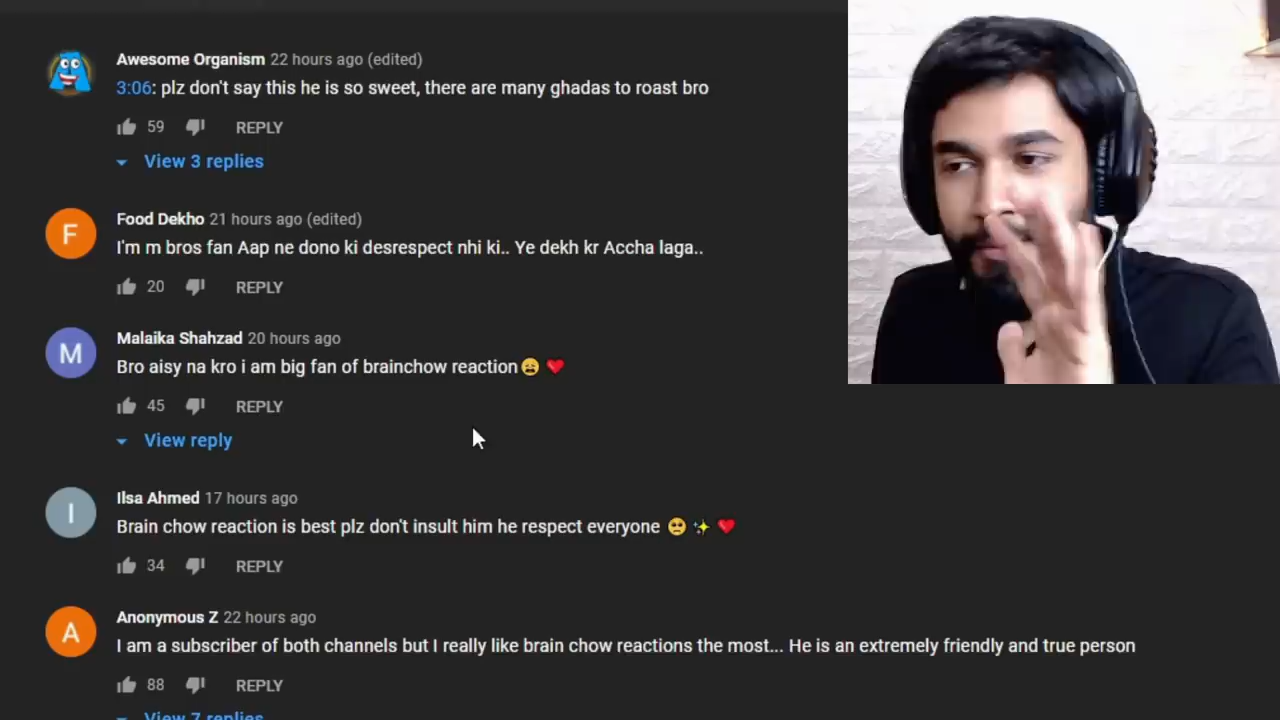 Awesome Organism 22 hours ago (edited)
3:06: plz don't say this he is so sweet, there are many ghadas to roast bro
59 REPLY
View 3 replies
F
Food Dekho 21 hours ago (edited)
I'm m bros fan Aap ne dono ki desrespect nhi ki.. Ye dekh kr Accha laga..
20 REPLY
M
Malaika Shahzad 20 hours ago
Bro aisy na kro i am big fan of brainchow reaction😩 ❤️
45 REPLY
View reply
I
Ilsa Ahmed 17 hours ago
Brain chow reaction is best plz don't insult him he respect everyone 🥺 ✨ ❤️
34 REPLY
A
Anonymous Z 22 hours ago
I am a subscriber of both channels but I really like brain chow reactions the most... He is an extremely friendly and true person
88 REPLY
View 7 replies